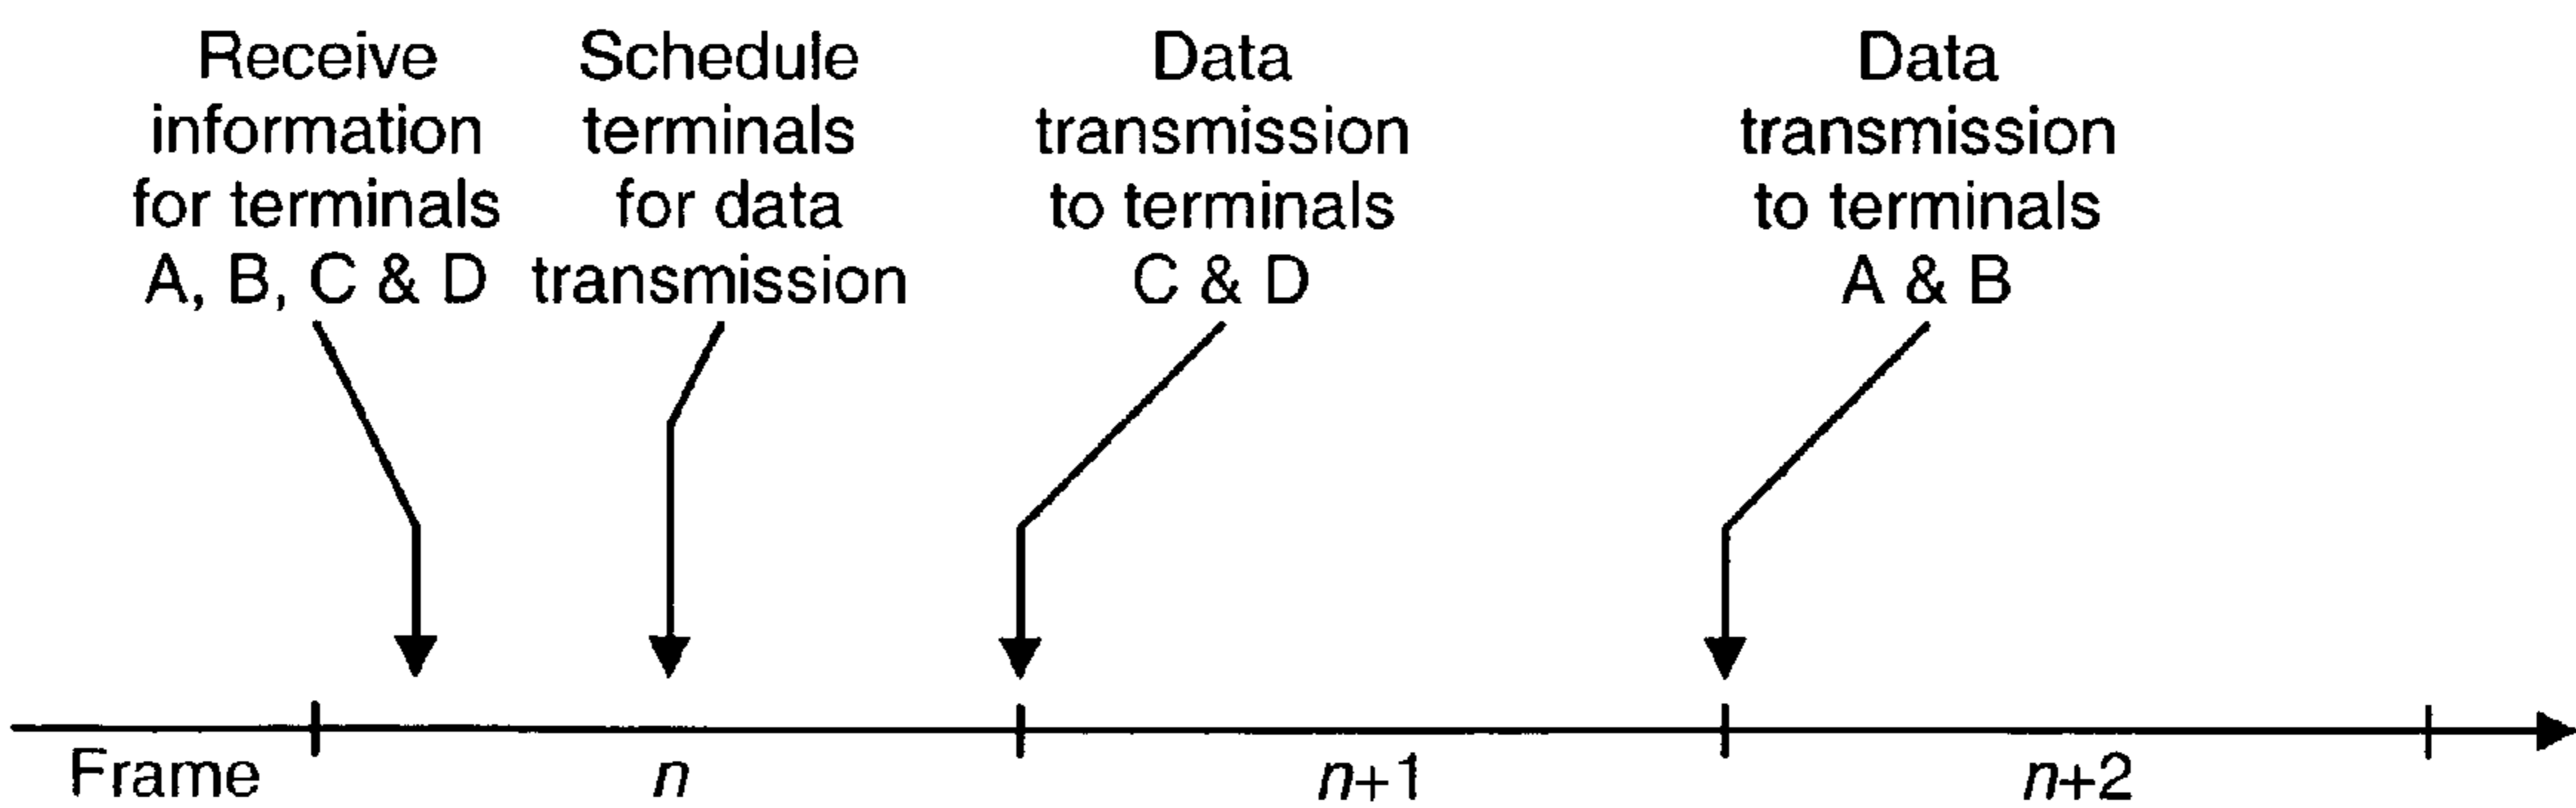 Receive
information
for terminals
A, B, C & D
Schedule
terminals
for data
transmission
Data
transmission
to terminals
C & D
Data
transmission
to terminals
A & B
Frame
n
n+1
n+2